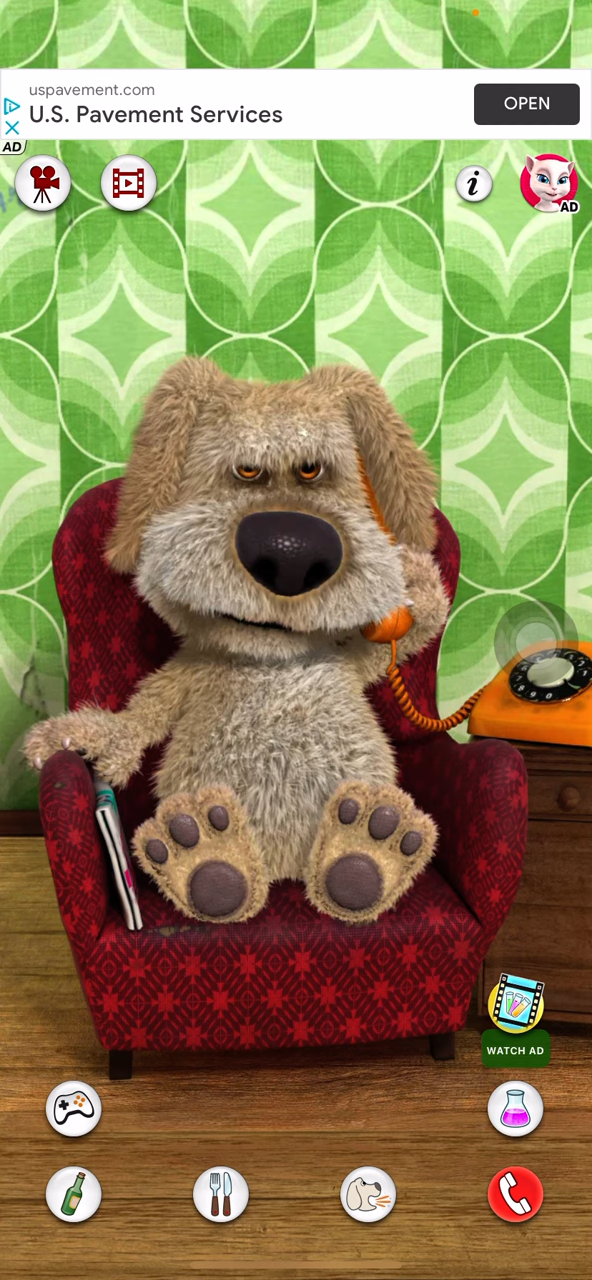 uspavement.com
U.S. Pavement Services
OPEN
AD
i
AD
WATCH AD